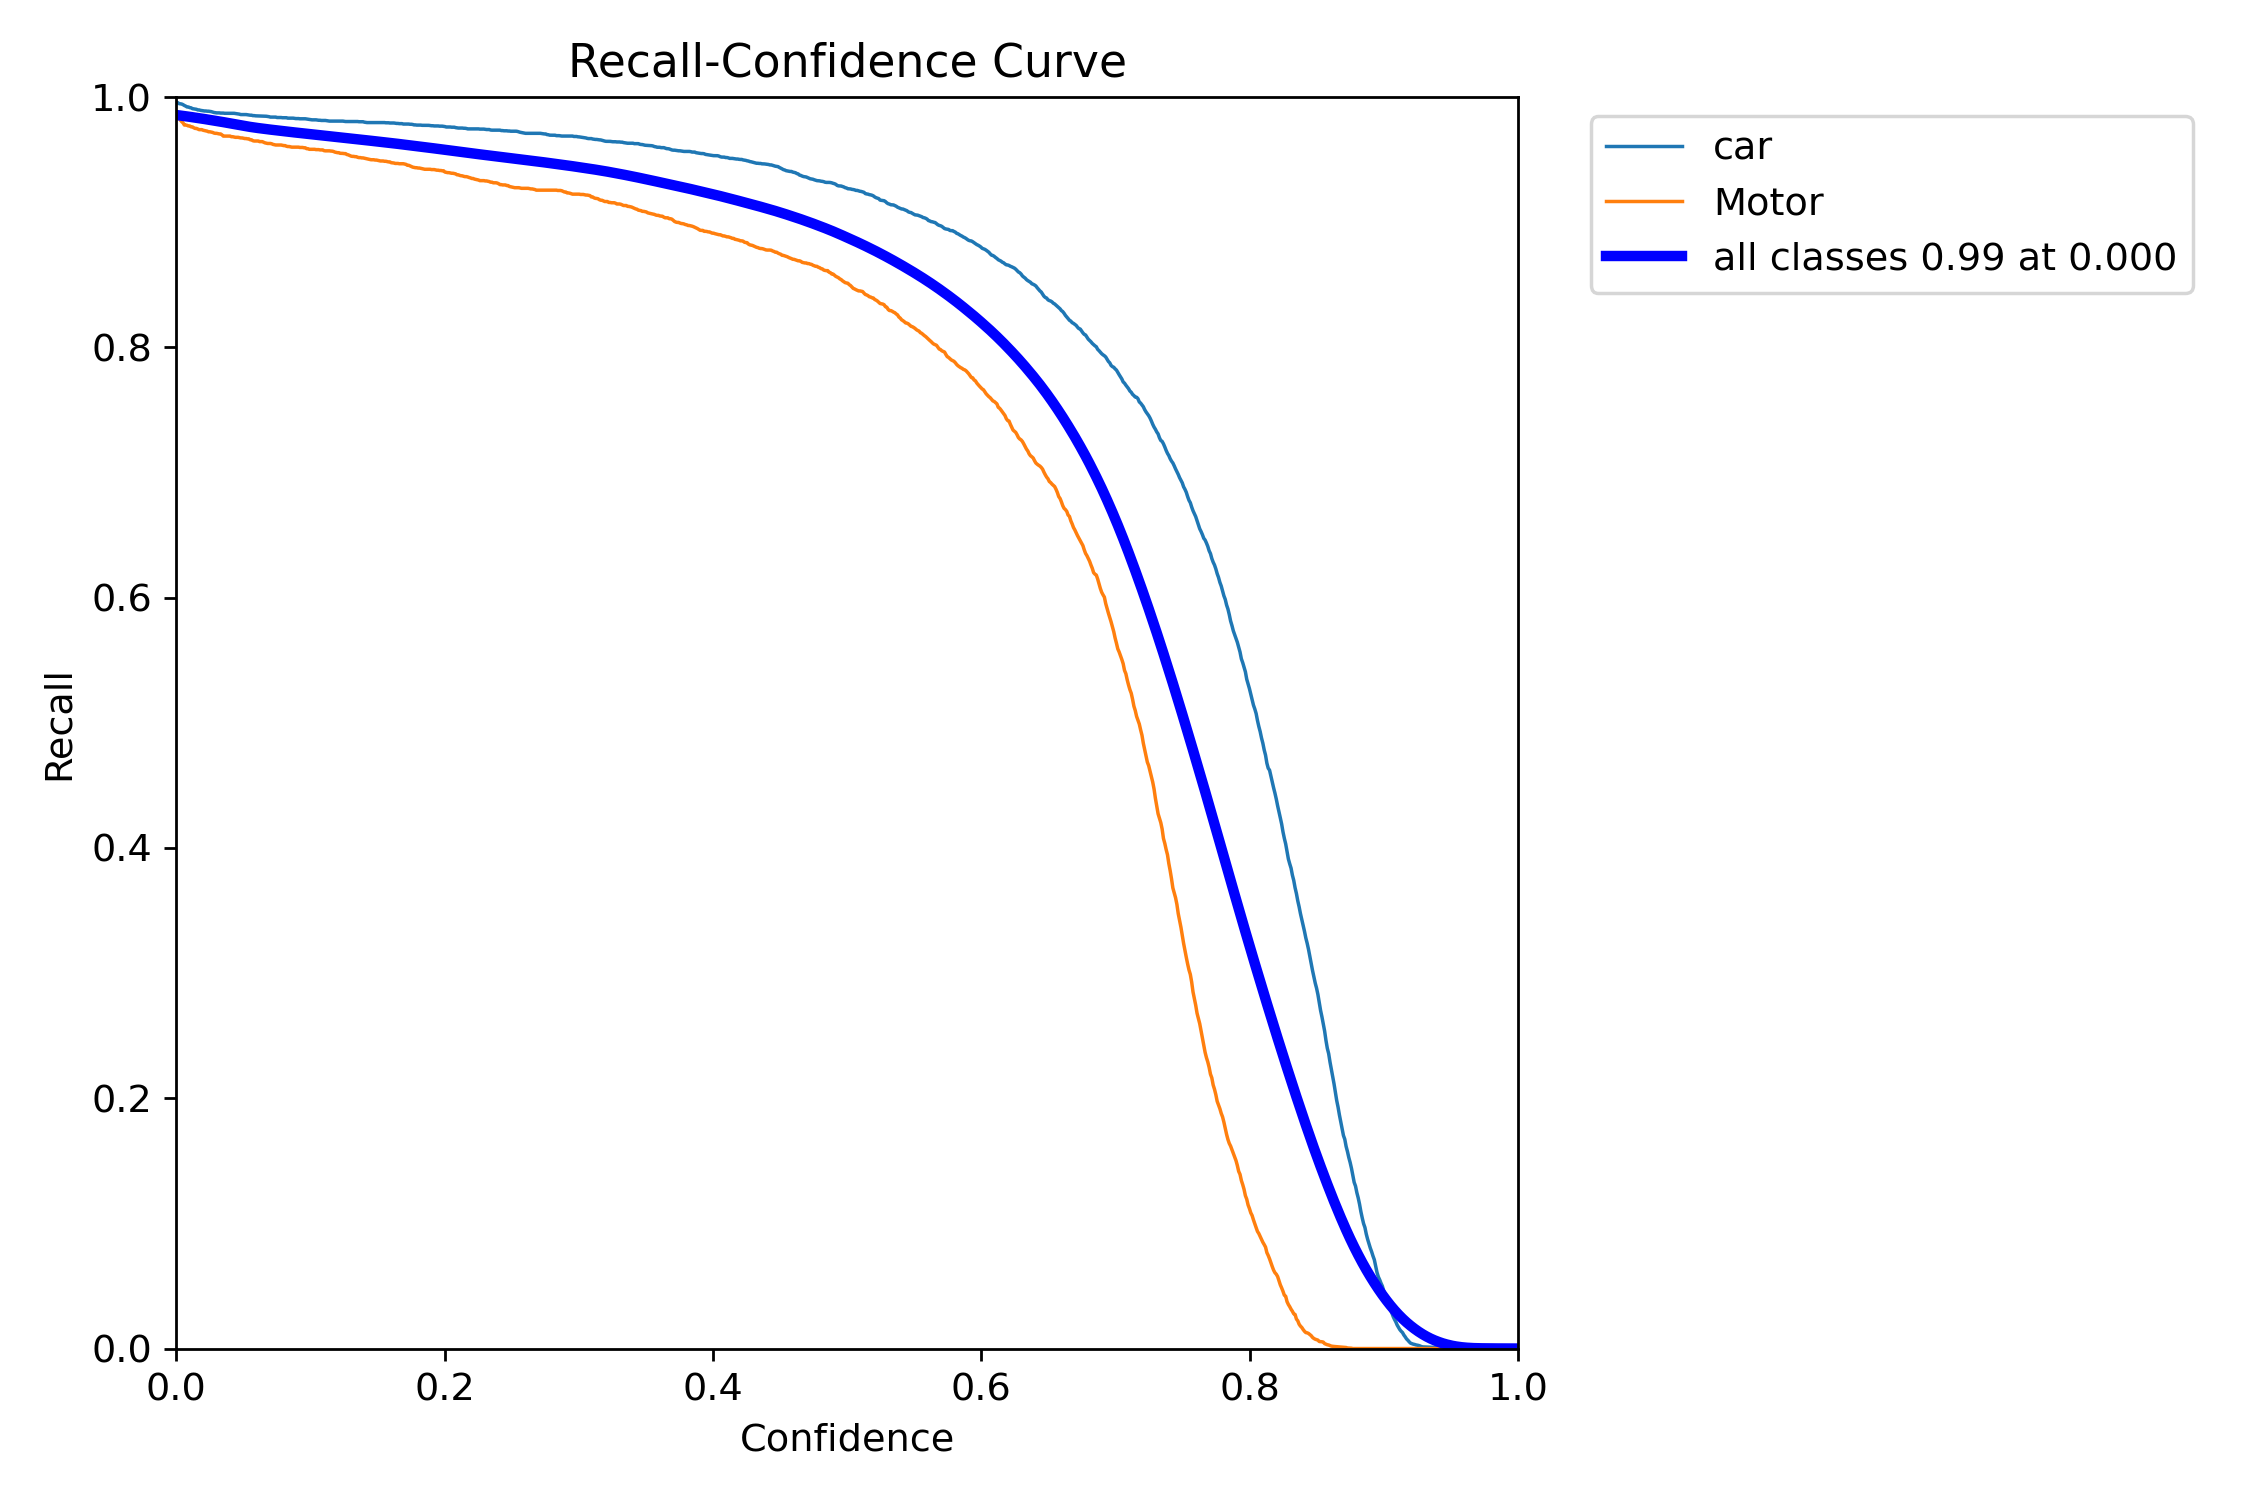 Recall-Confidence Curve
1.0
0.8
0.6
0.4
0.2
0.0
Recall
0.0 0.2 0.4 0.6 0.8 1.0
Confidence
car
Motor
all classes 0.99 at 0.000